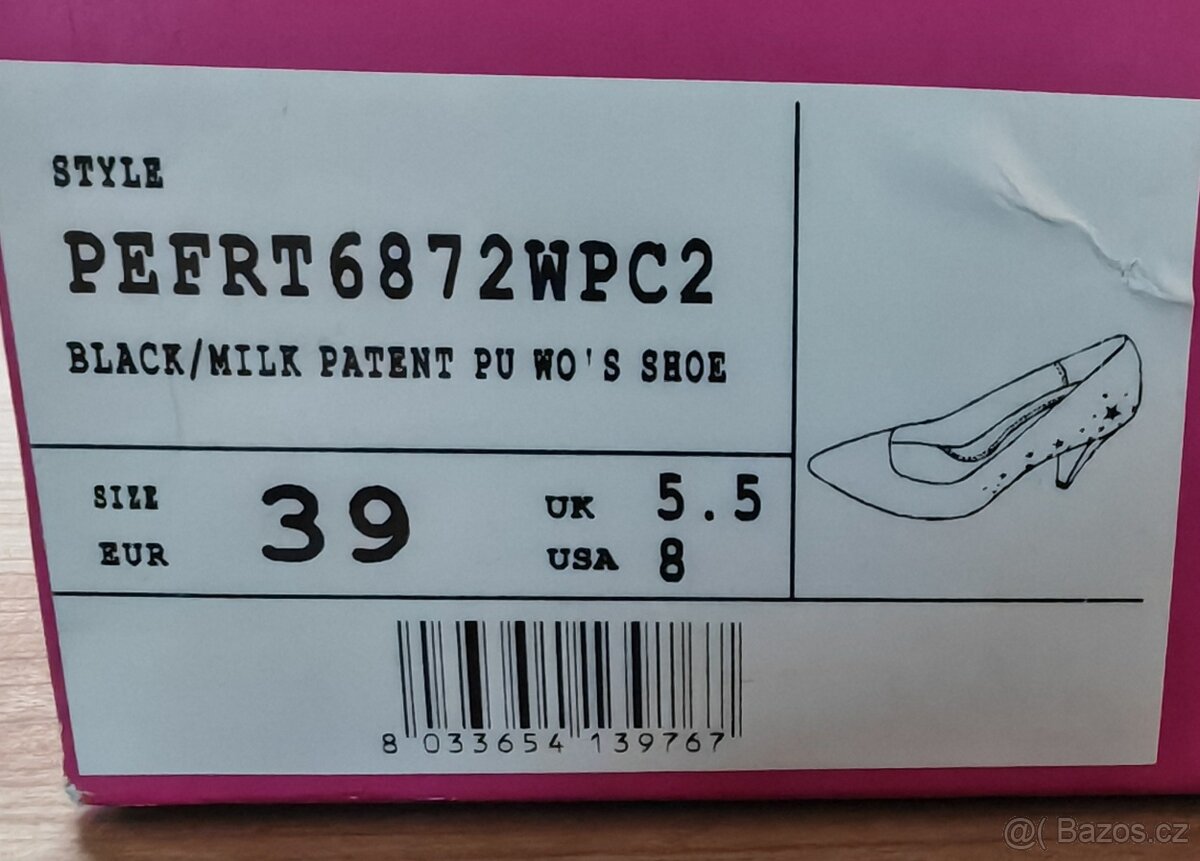 STYLE
PEFRT6872WPC2
BLACK/MILK PATENT PU WO'S SHOE
SIZE EUR 39
UK 5.5
USA 8
8 033654 139767
@( Bazos.cz